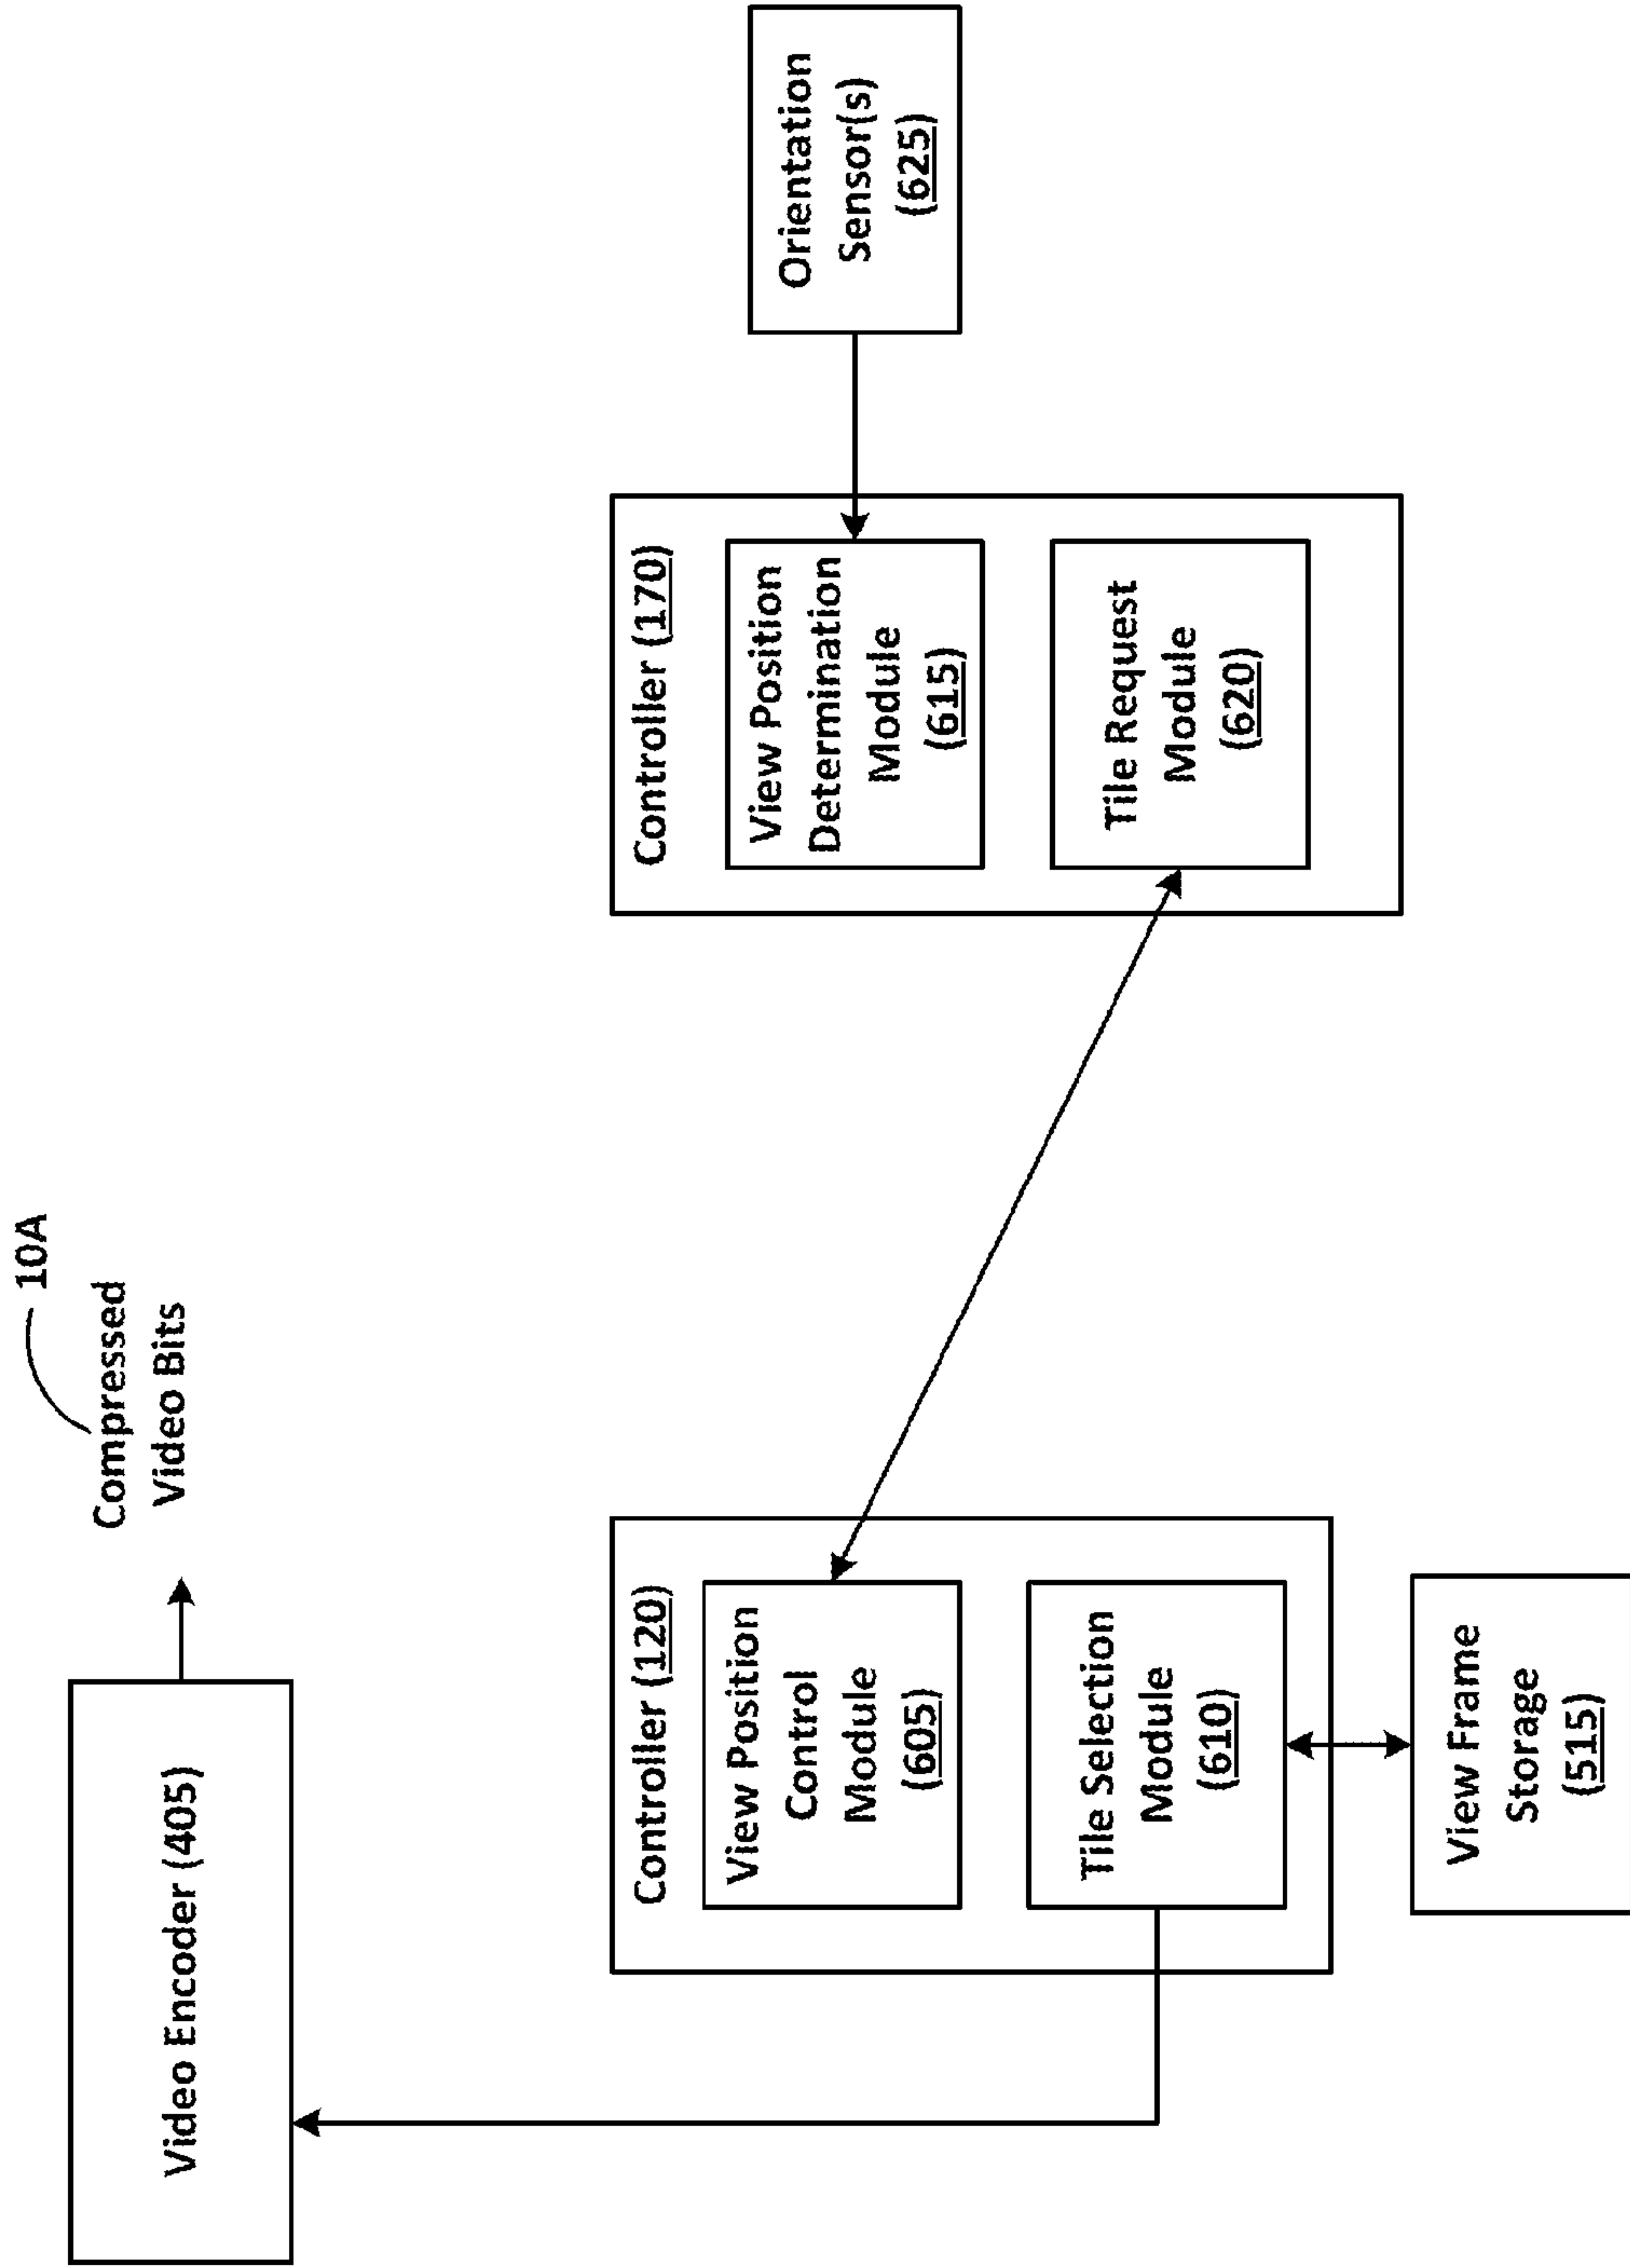 10A
Compressed
Video Bits
Video Encoder (405)
Controller (120)
View Position
Control
Module
(605)
Tile Selection
Module
(610)
View Frame
Storage
(515)
Controller (170)
View Position
Determination
Module
(615)
Tile Request
Module
(620)
Orientation
Sensor(s)
(625)